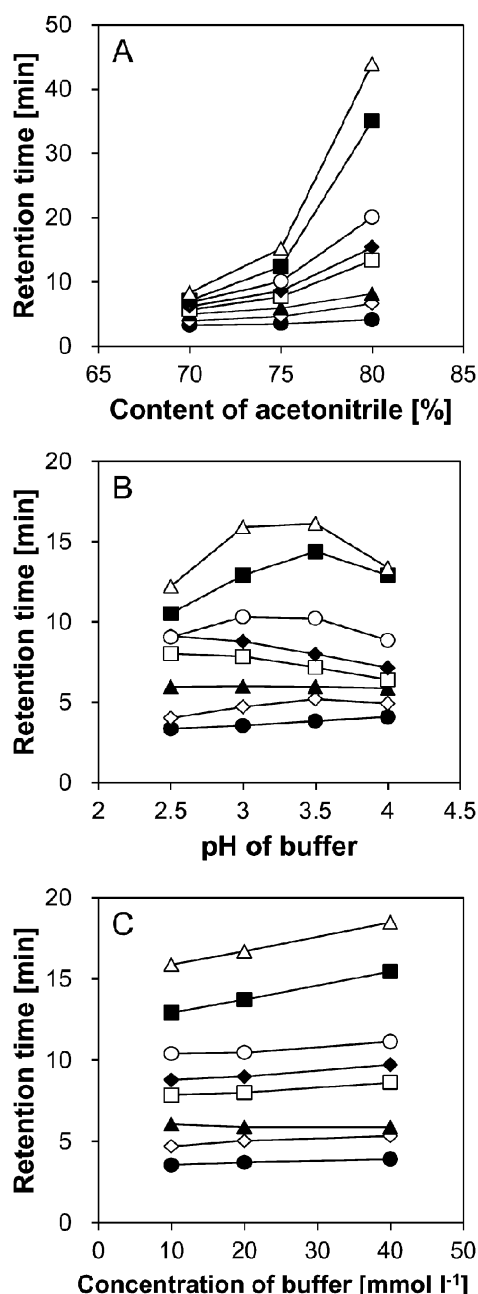 A
50
40
30
20
10
0
65 70 75 80 85
Retention time [min]
Content of acetonitrile [%]
B
20
15
10
5
0
2 2.5 3 3.5 4 4.5
Retention time [min]
pH of buffer
C
20
15
10
5
0
0 10 20 30 40 50
Retention time [min]
Concentration of buffer [mmol l⁻¹]